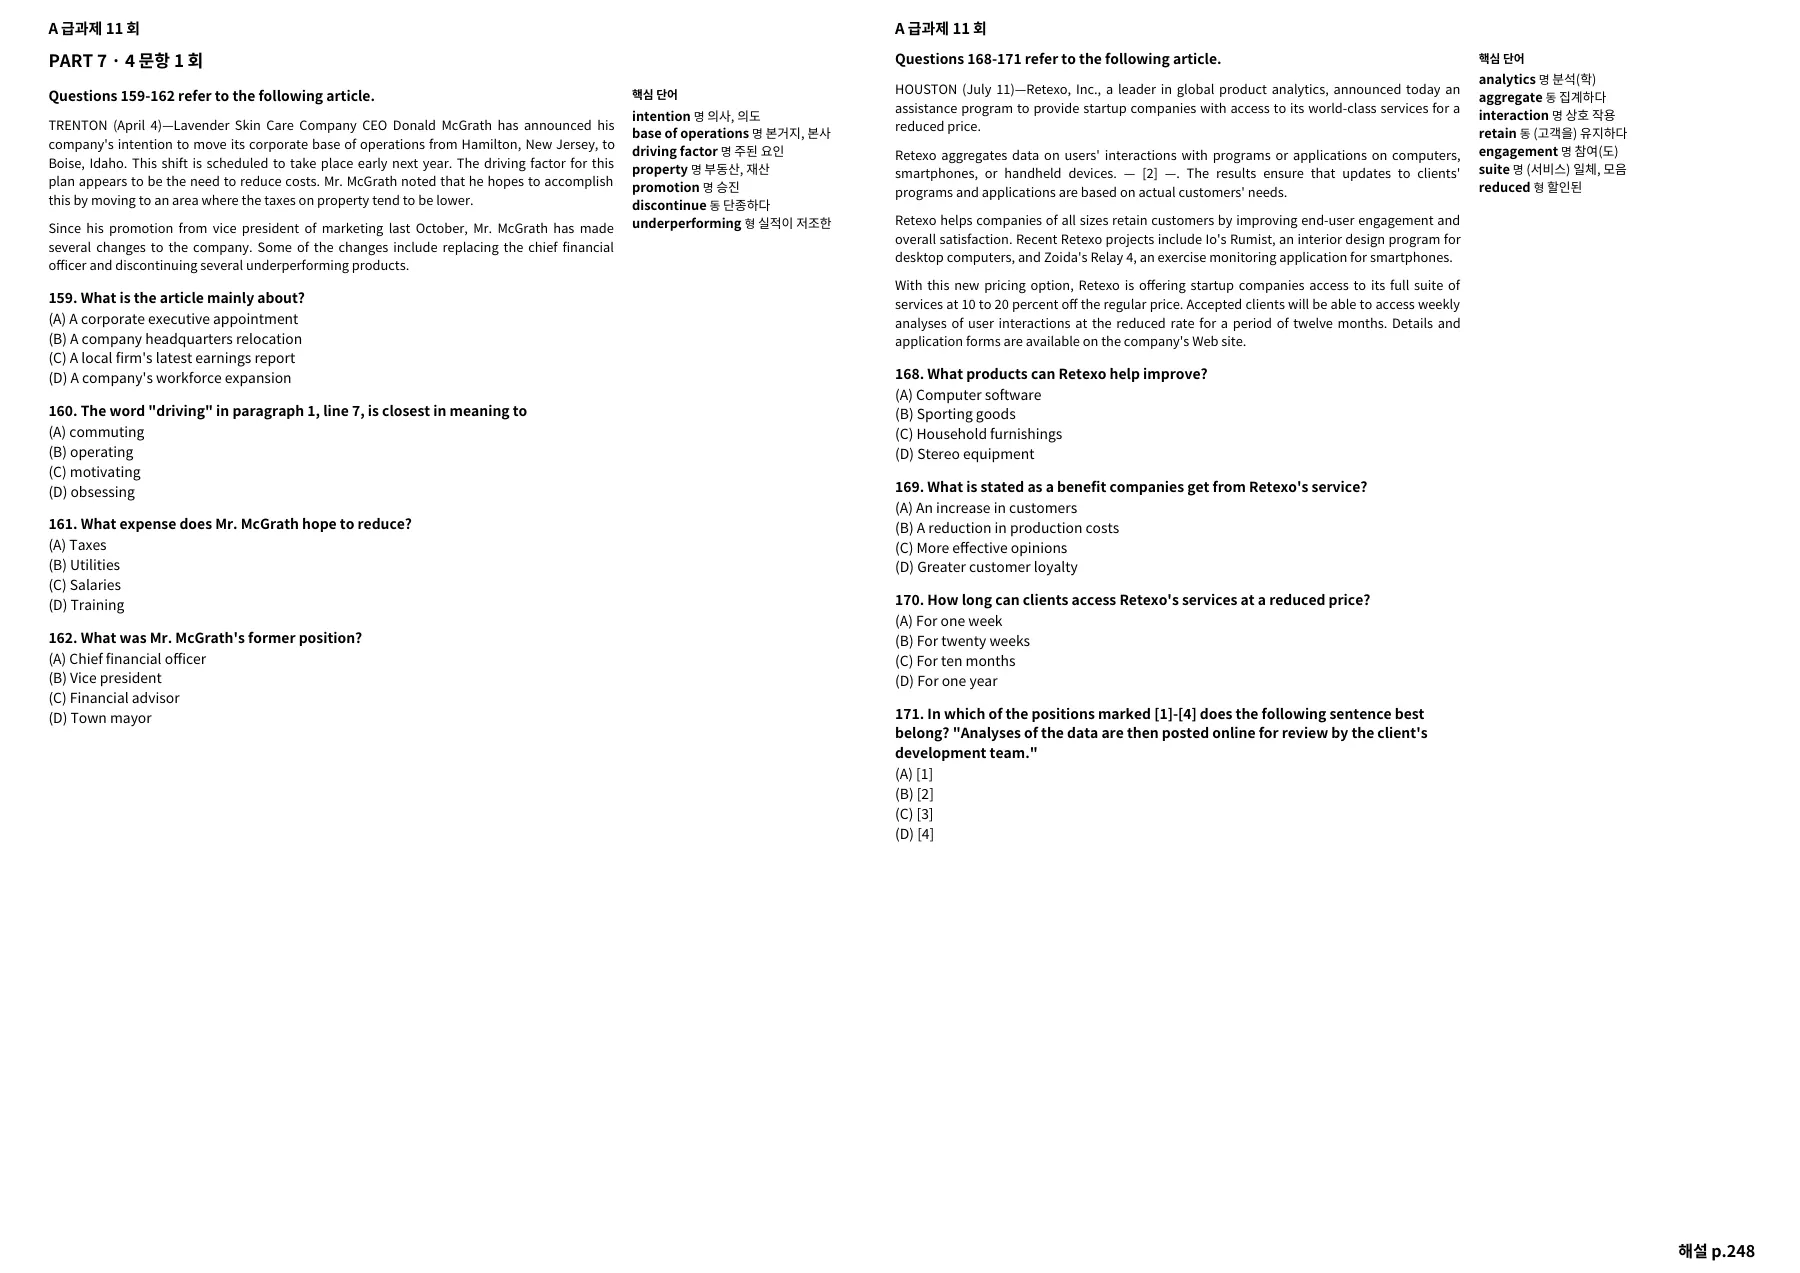 A 급과제 11 회
PART 7 · 4 문항 1 회
Questions 159-162 refer to the following article.
TRENTON (April 4)—Lavender Skin Care Company CEO Donald McGrath has announced his
company's intention to move its corporate base of operations from Hamilton, New Jersey, to
Boise, Idaho. This shift is scheduled to take place early next year. The driving factor for this
plan appears to be the need to reduce costs. Mr. McGrath noted that he hopes to accomplish
this by moving to an area where the taxes on property tend to be lower.
Since his promotion from vice president of marketing last October, Mr. McGrath has made
several changes to the company. Some of the changes include replacing the chief financial
officer and discontinuing several underperforming products.
159. What is the article mainly about?
(A) A corporate executive appointment
(B) A company headquarters relocation
(C) A local firm's latest earnings report
(D) A company's workforce expansion
160. The word "driving" in paragraph 1, line 7, is closest in meaning to
(A) commuting
(B) operating
(C) motivating
(D) obsessing
161. What expense does Mr. McGrath hope to reduce?
(A) Taxes
(B) Utilities
(C) Salaries
(D) Training
162. What was Mr. McGrath's former position?
(A) Chief financial officer
(B) Vice president
(C) Financial advisor
(D) Town mayor
핵심 단어
intention 명 의사, 의도
base of operations 명 본거지, 본사
driving factor 명 주된 요인
property 명 부동산, 재산
promotion 명 승진
discontinue 동 단종하다
underperforming 형 실적이 저조한
A 급과제 11 회
Questions 168-171 refer to the following article.
HOUSTON (July 11)—Retexo, Inc., a leader in global product analytics, announced today an
assistance program to provide startup companies with access to its world-class services for a
reduced price.
Retexo aggregates data on users' interactions with programs or applications on computers,
smartphones, or handheld devices. — [2] —. The results ensure that updates to clients'
programs and applications are based on actual customers' needs.
Retexo helps companies of all sizes retain customers by improving end-user engagement and
overall satisfaction. Recent Retexo projects include Io's Rumist, an interior design program for
desktop computers, and Zoida's Relay 4, an exercise monitoring application for smartphones.
With this new pricing option, Retexo is offering startup companies access to its full suite of
services at 10 to 20 percent off the regular price. Accepted clients will be able to access weekly
analyses of user interactions at the reduced rate for a period of twelve months. Details and
application forms are available on the company's Web site.
168. What products can Retexo help improve?
(A) Computer software
(B) Sporting goods
(C) Household furnishings
(D) Stereo equipment
169. What is stated as a benefit companies get from Retexo's service?
(A) An increase in customers
(B) A reduction in production costs
(C) More effective opinions
(D) Greater customer loyalty
170. How long can clients access Retexo's services at a reduced price?
(A) For one week
(B) For twenty weeks
(C) For ten months
(D) For one year
171. In which of the positions marked [1]-[4] does the following sentence best
belong? "Analyses of the data are then posted online for review by the client's
development team."
(A) [1]
(B) [2]
(C) [3]
(D) [4]
핵심 단어
analytics 명 분석(학)
aggregate 동 집계하다
interaction 명 상호 작용
retain 동 (고객을) 유지하다
engagement 명 참여(도)
suite 명 (서비스) 일체, 모음
reduced 형 할인된
해설 p.248